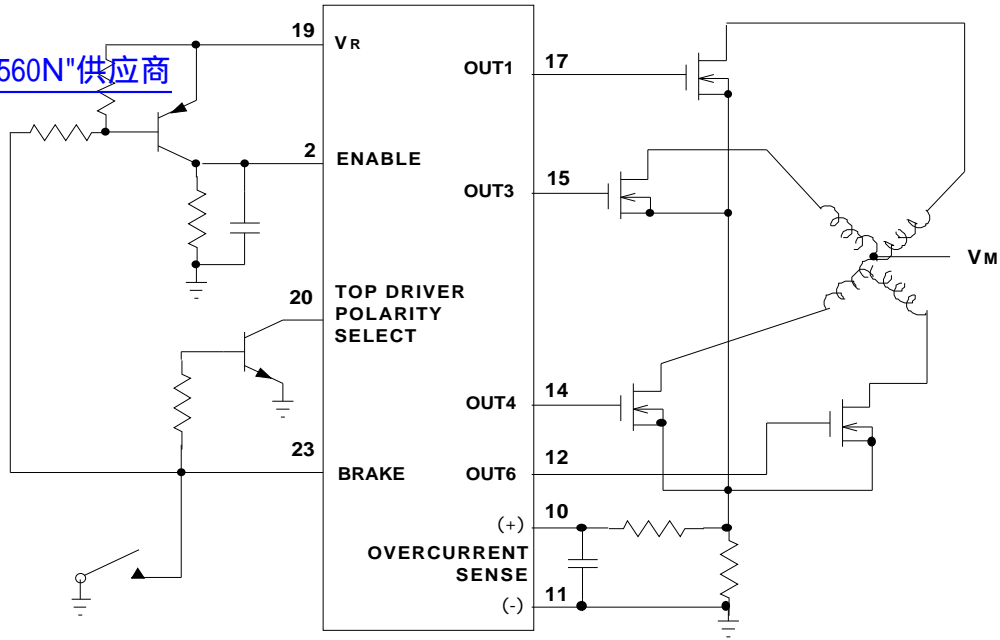 19
VR
560N"供应商
OUT1
17
2
ENABLE
OUT3
15
VM
20
TOP DRIVER
POLARITY
SELECT
OUT4
14
23
BRAKE
OUT6
12
(+)
10
OVERCURRENT
SENSE
(-)
11